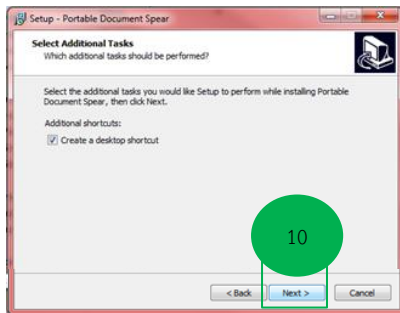 Setup - Portable Document Spear
Select Additional Tasks
Which additional tasks should be performed?
Select the additional tasks you would like Setup to perform while installing Portable
Document Spear, then click Next.
Additional shortcuts:
Create a desktop shortcut
10
< Back
Next >
Cancel